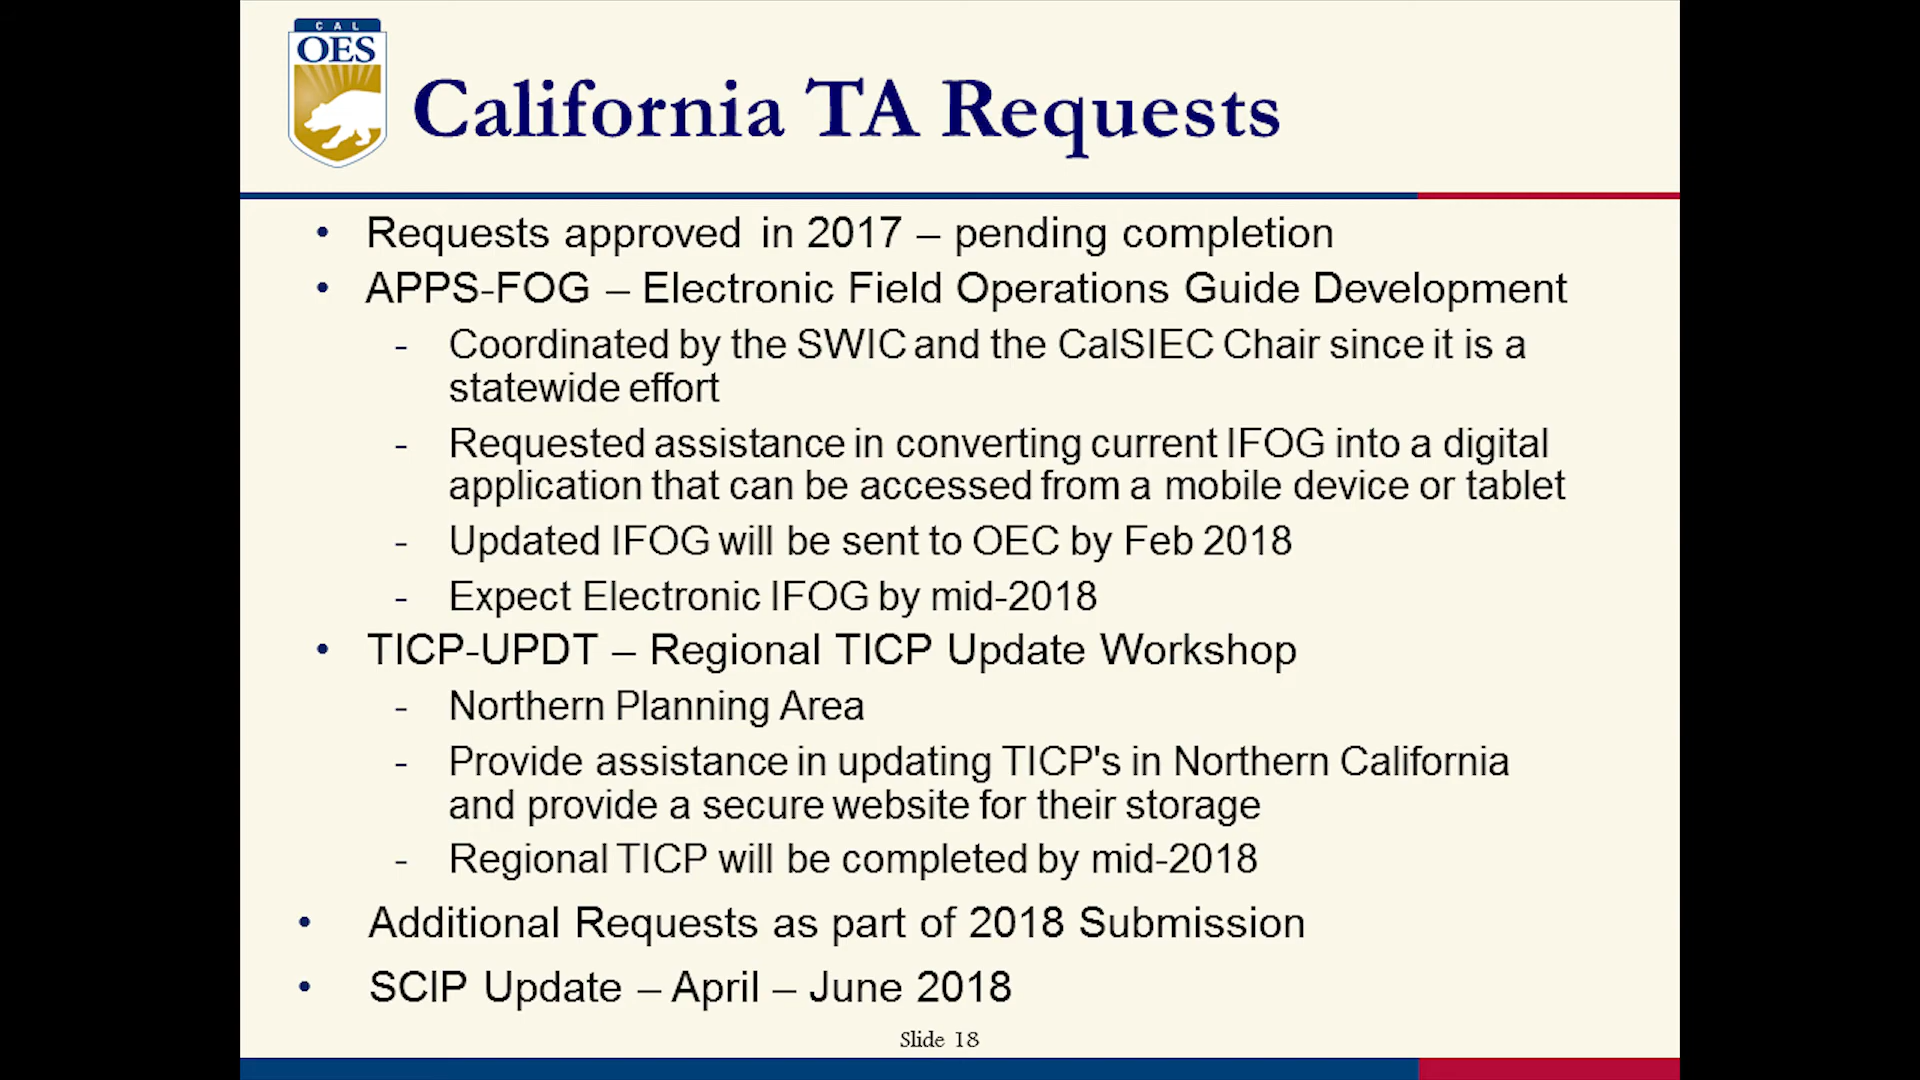 CAL
OES
California TA Requests
• Requests approved in 2017 – pending completion
• APPS-FOG – Electronic Field Operations Guide Development
- Coordinated by the SWIC and the CalSIEC Chair since it is a
statewide effort
- Requested assistance in converting current IFOG into a digital
application that can be accessed from a mobile device or tablet
- Updated IFOG will be sent to OEC by Feb 2018
- Expect Electronic IFOG by mid-2018
• TICP-UPDT – Regional TICP Update Workshop
- Northern Planning Area
- Provide assistance in updating TICP's in Northern California
and provide a secure website for their storage
- Regional TICP will be completed by mid-2018
• Additional Requests as part of 2018 Submission
• SCIP Update – April – June 2018
Slide 18